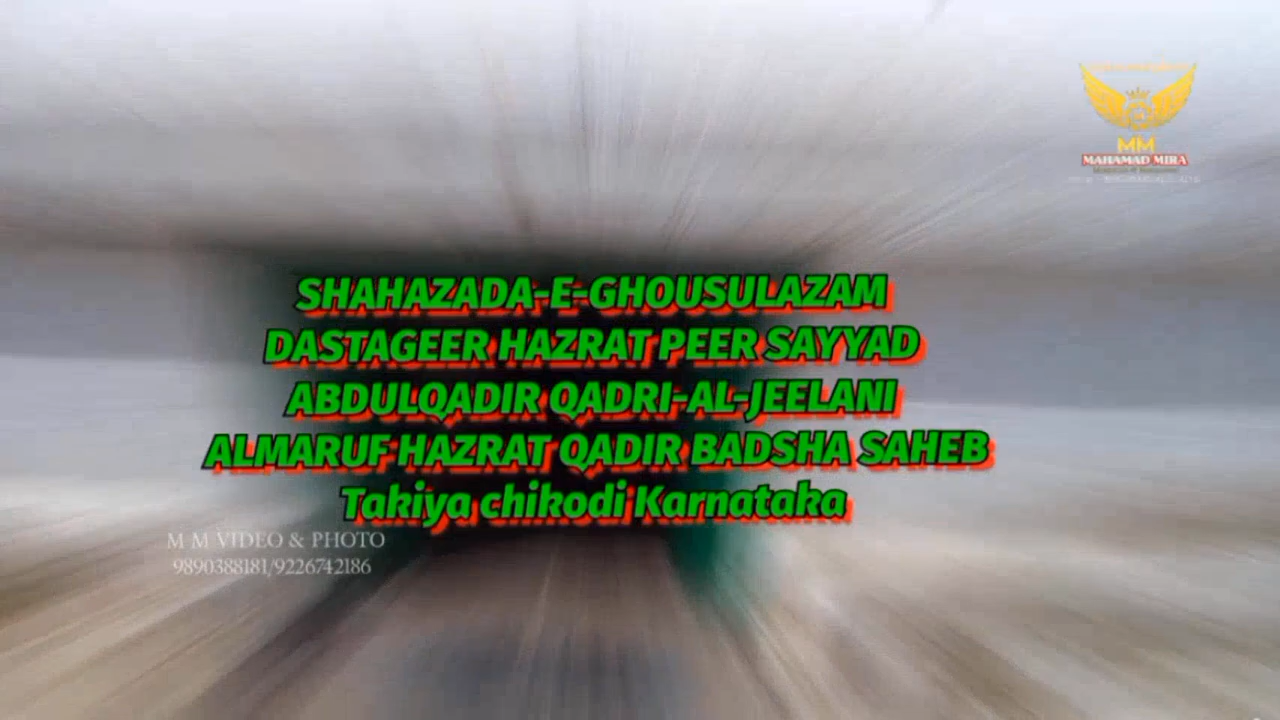 MM
MAHAMAD MIRA
SHAHAZADA-E-GHOUSULAZAM
DASTAGEER HAZRAT PEER SAYYAD
ABDULQADIR QADRI-AL-JEELANI
ALMARUF HAZRAT QADIR BADSHA SAHEB
Takiya chikodi Karnataka
M M VIDEO & PHOTO
9890388181/9226742186